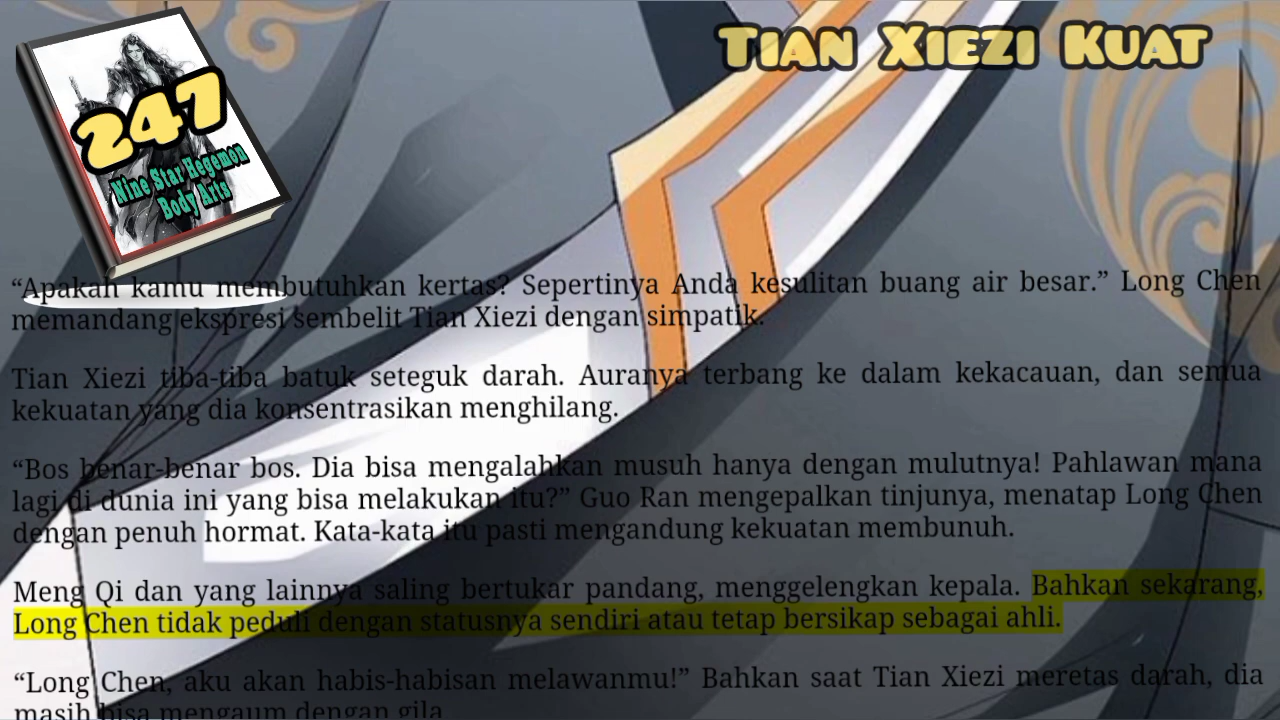 Tian Xiezi Kuat
247
Nine Star Hegemon
Body Arts
“Apakah kamu membutuhkan kertas? Sepertinya Anda kesulitan buang air besar.” Long Chen
memandang ekspresi sembelit Tian Xiezi dengan simpatik.
Tian Xiezi tiba-tiba batuk seteguk darah. Auranya terbang ke dalam kekacauan, dan semua
kekuatan yang dia konsentrasikan menghilang.
“Bos benar-benar bos. Dia bisa mengalahkan musuh hanya dengan mulutnya! Pahlawan mana
lagi di dunia ini yang bisa melakukan itu?” Guo Ran mengepalkan tinjunya, menatap Long Chen
dengan penuh hormat. Kata-kata itu pasti mengandung kekuatan membunuh.
Meng Qi dan yang lainnya saling bertukar pandang, menggelengkan kepala. Bahkan sekarang,
Long Chen tidak peduli dengan statusnya sendiri atau tetap bersikap sebagai ahli.
“Long Chen, aku akan habis-habisan melawanmu!” Bahkan saat Tian Xiezi meretas darah, dia
masih bisa mengaum dengan gila